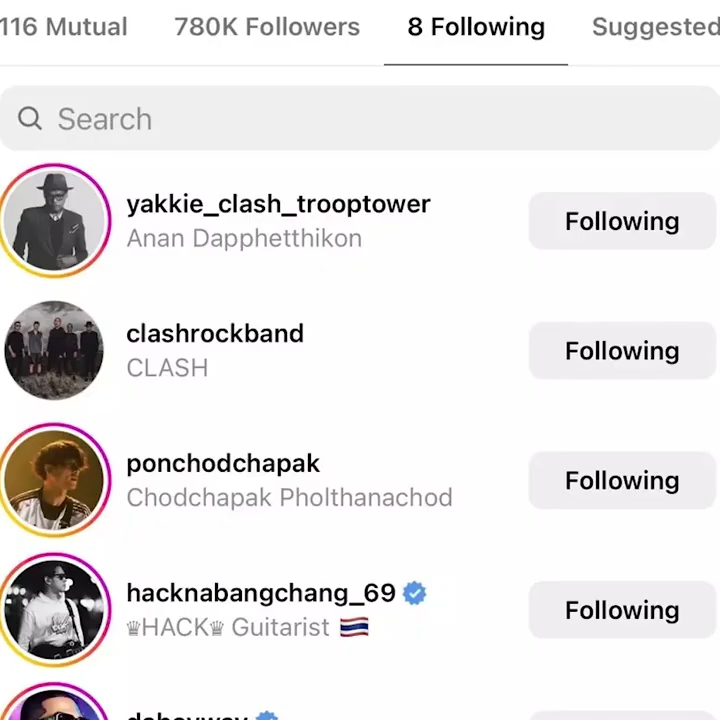 116 Mutual 780K Followers 8 Following Suggested
Search
yakkie_clash_trooptower
Anan Dapphetthikon
Following
clashrockband
CLASH
Following
ponchodchapak
Chodchapak Pholthanachod
Following
hacknabangchang_69
♕HACK♕ Guitarist 🇹🇭
Following